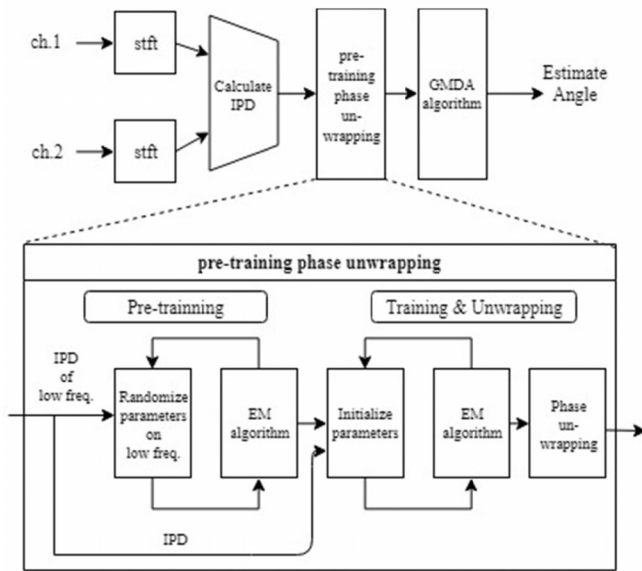 ch.1
stft
ch.2
stft
Calculate
IPD
pre-
training
phase
un-
wrapping
GMDA
algorithm
Estimate
Angle
pre-training phase unwrapping
Pre-trainning
Training & Unwrapping
IPD
of
low freq.
Randomize
parameters
on
low freq.
EM
algorithm
Initialize
parameters
EM
algorithm
Phase
un-
wrapping
IPD